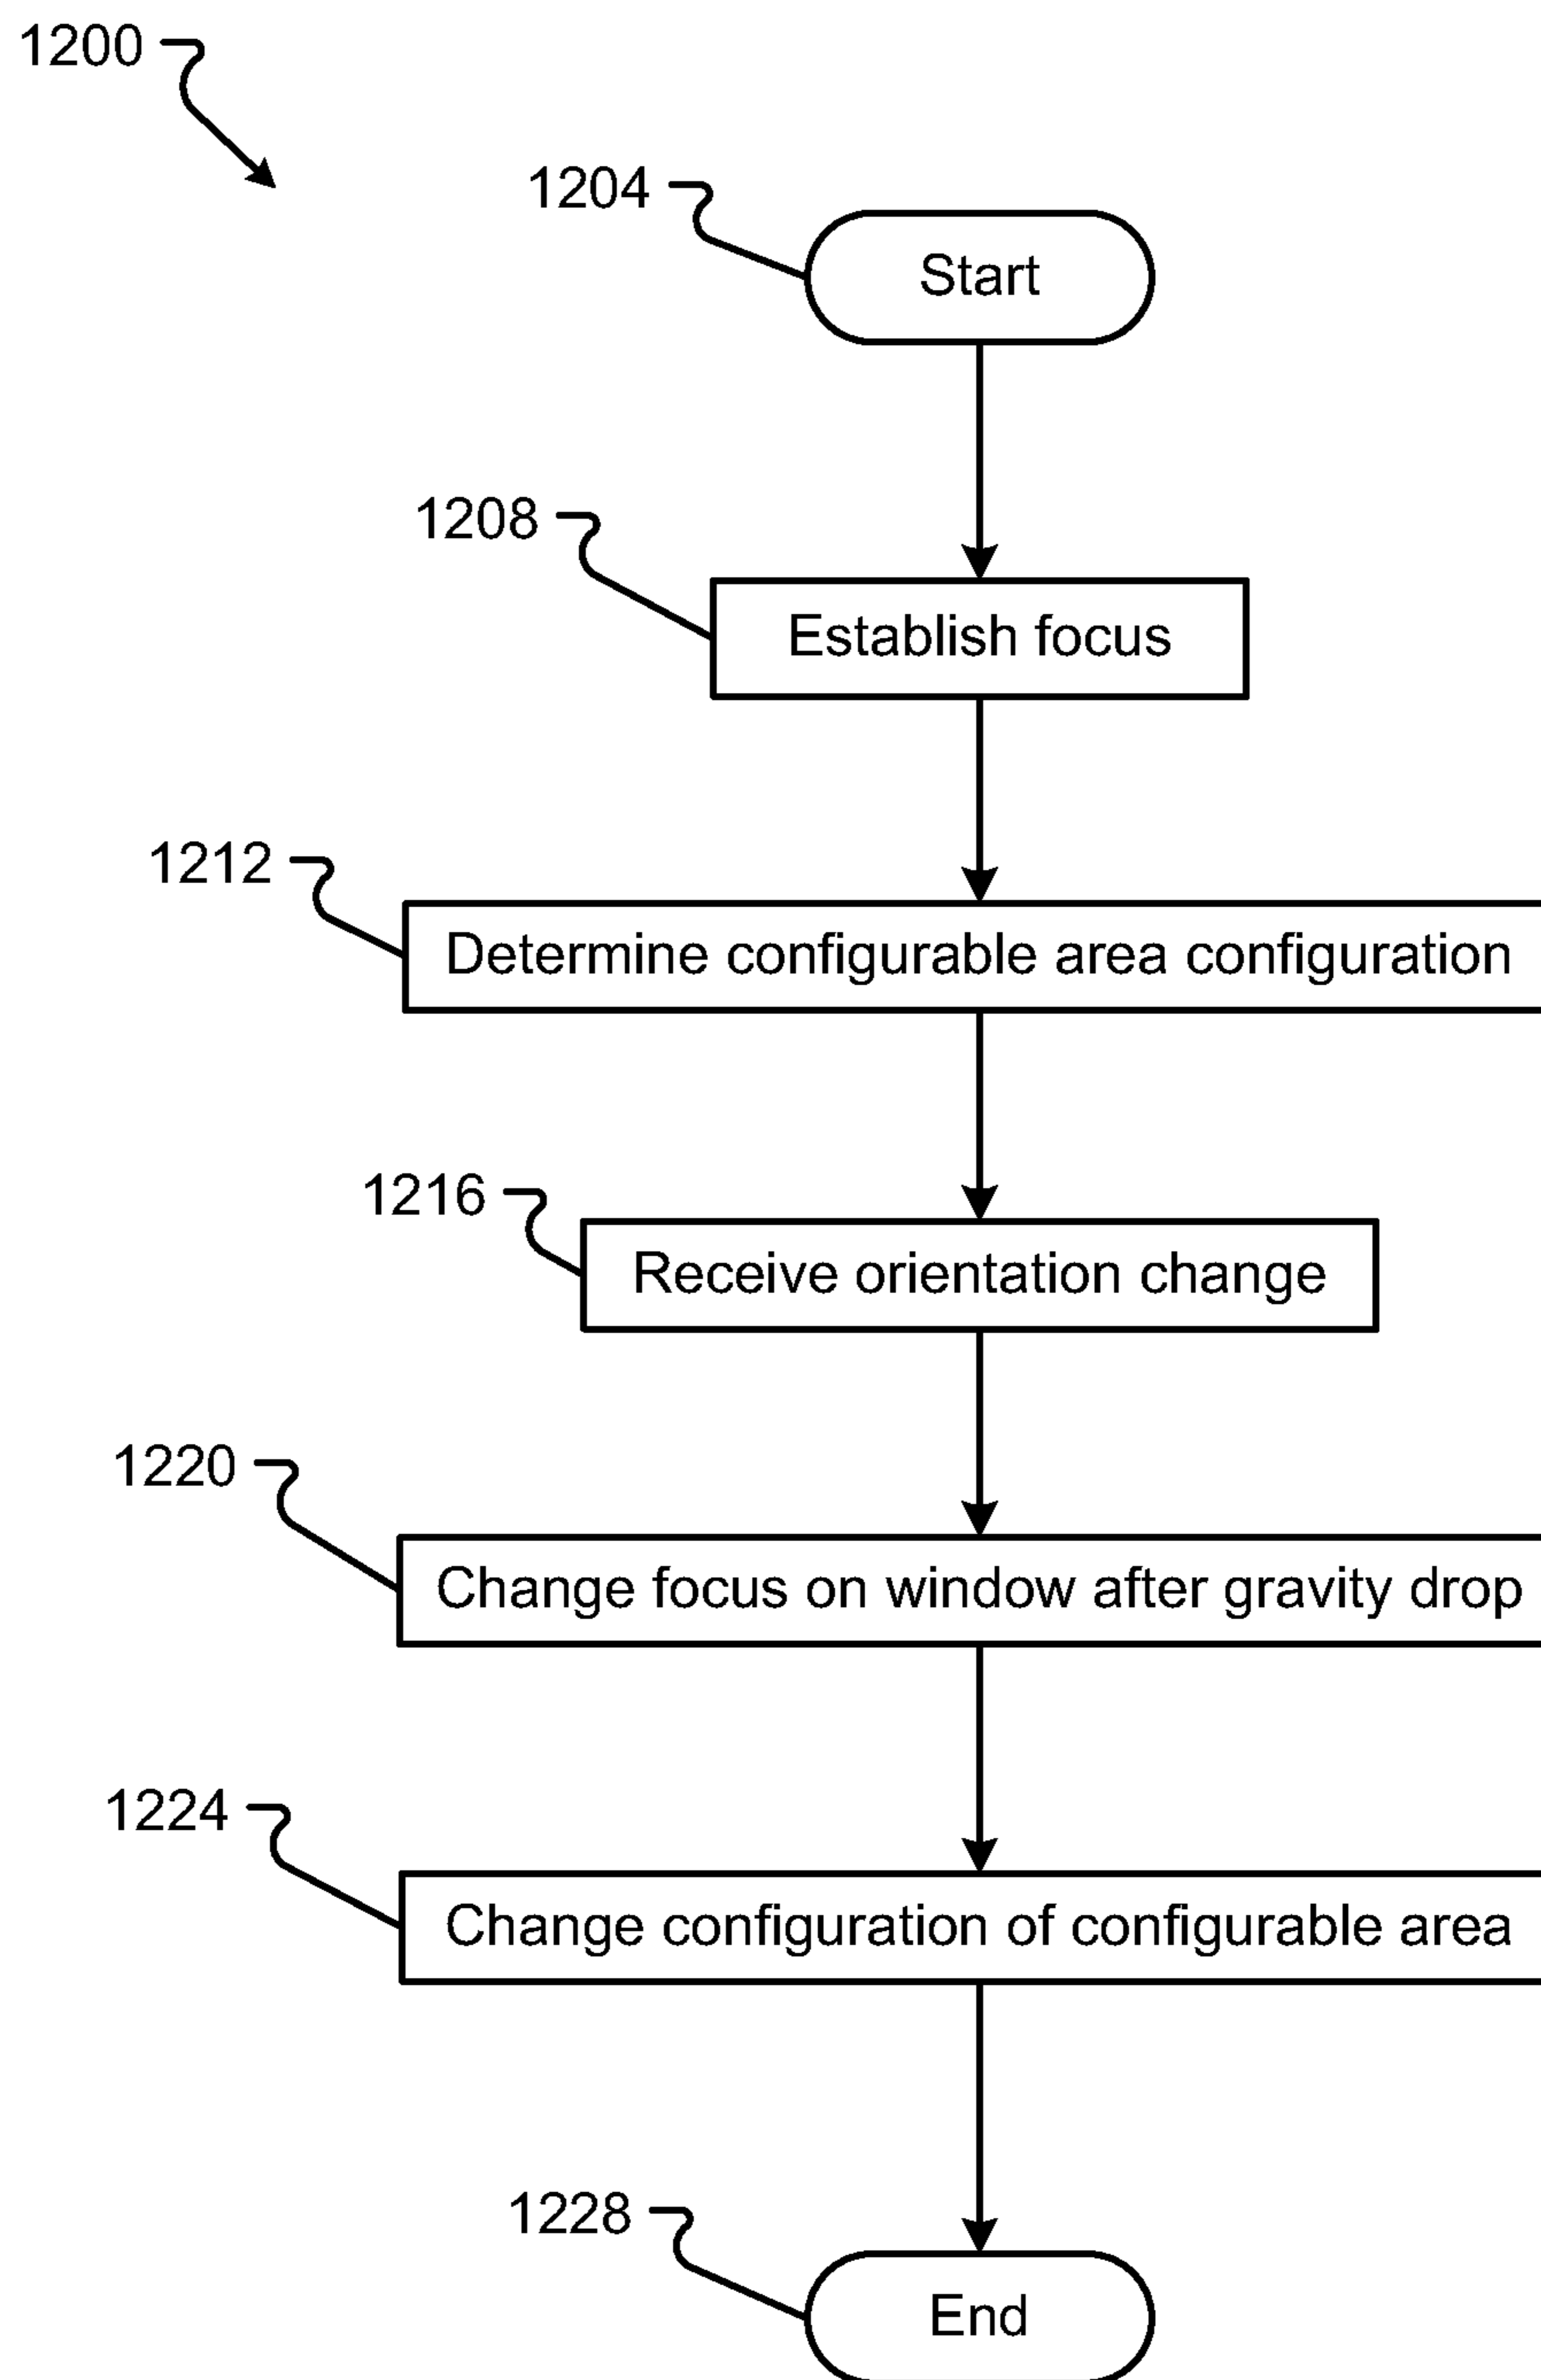 1200
1204
Start
1208
Establish focus
1212
Determine configurable area configuration
1216
Receive orientation change
1220
Change focus on window after gravity drop
1224
Change configuration of configurable area
1228
End